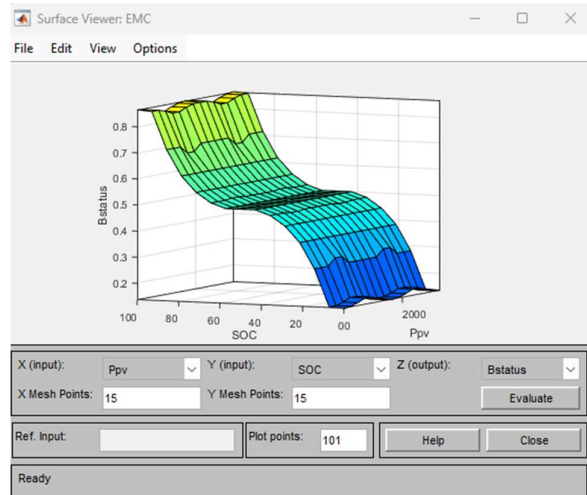 Surface Viewer: EMC
File Edit View Options
0.8
0.7
0.6
0.5
0.4
0.3
0.2
Bstatus
100 80 60 40 20 00
SOC
2000
Ppv
X (input): Ppv Y (input): SOC Z (output): Bstatus
X Mesh Points: 15 Y Mesh Points: 15 Evaluate
Ref. Input: Plot points: 101 Help Close
Ready